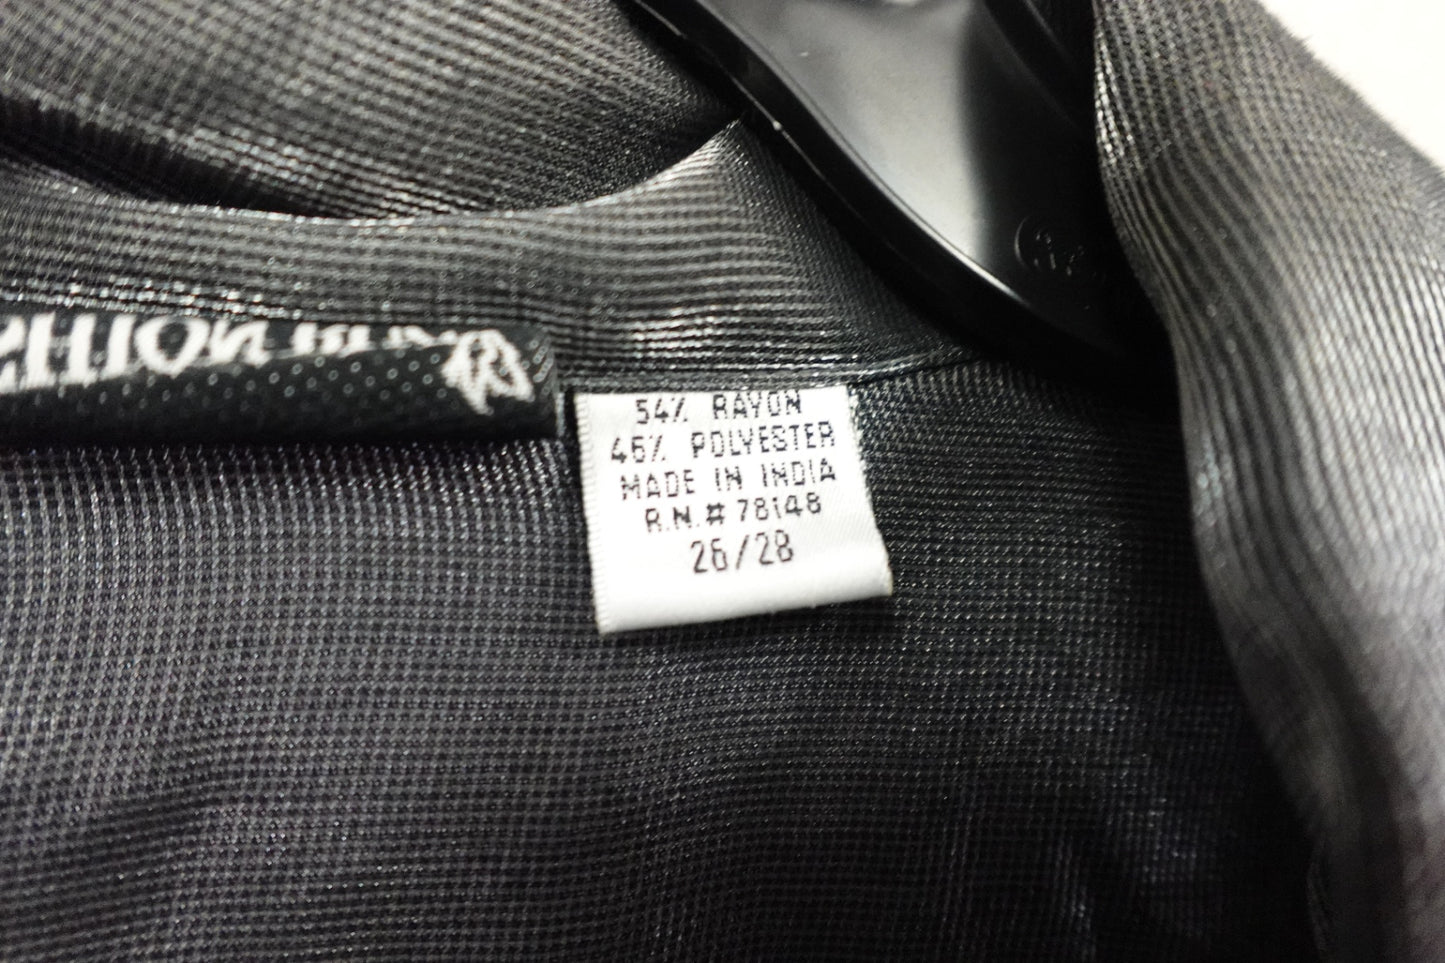 54% RAYON
46% POLYESTER
MADE IN INDIA
R.N.# 78148
26/28